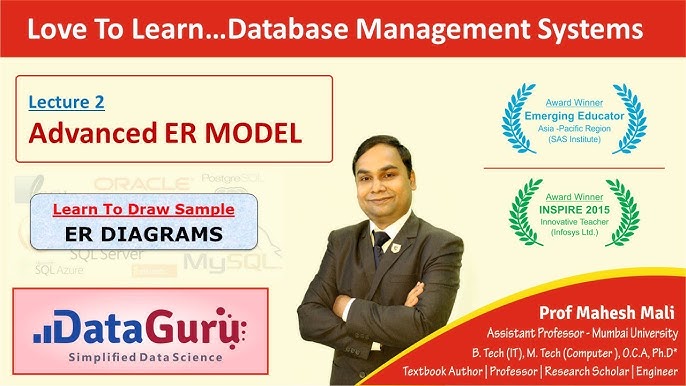 Love To Learn...Database Management Systems
Lecture 2
Advanced ER MODEL
ORACLE
PostgreSQL
Learn To Draw Sample
ER DIAGRAMS
SQL Server
SQL Azure
MySQL
DataGuru
Simplified Data Science
Award Winner
Emerging Educator
Asia -Pacific Region
(SAS Institute)
Award Winner
INSPIRE 2015
Innovative Teacher
(Infosys Ltd.)
Prof Mahesh Mali
Assistant Professor - Mumbai University
B. Tech (IT), M. Tech (Computer ), O.C.A, Ph.D*
Textbook Author | Professor | Research Scholar | Engineer